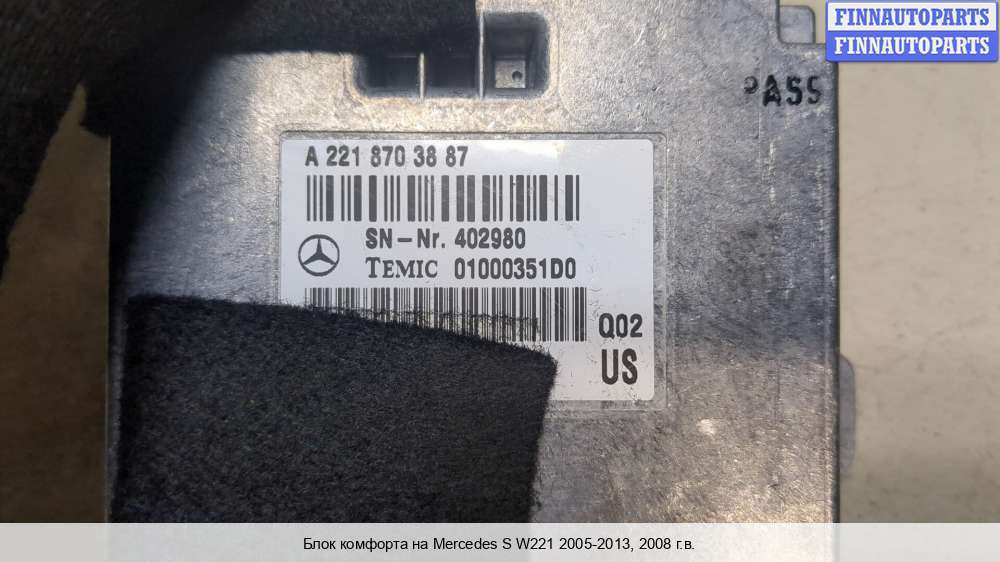 FINNAUTOPARTS
FINNAUTOPARTS
PASS
A 221 870 38 87
SN-Nr. 402980
TEMIC 01000351D0
Q02
US
Блок комфорта на Mercedes S W221 2005-2013, 2008 г.в.